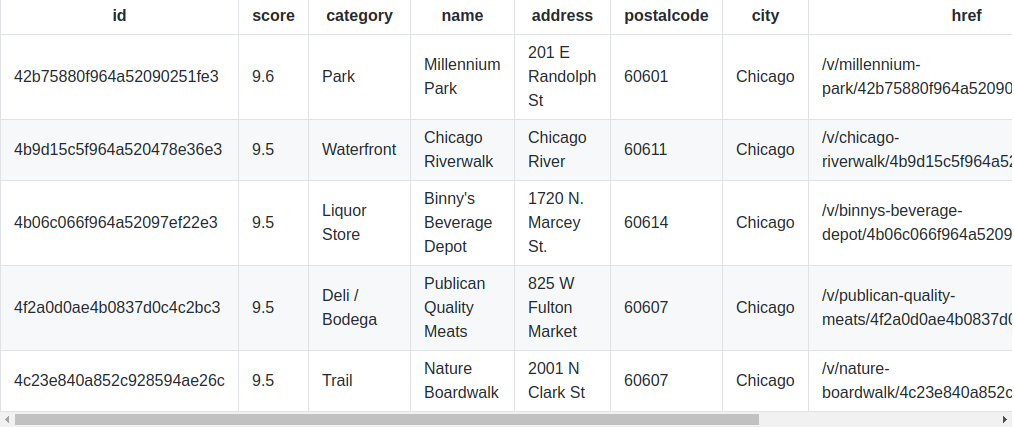 id score category name address postalcode city href
42b75880f964a52090251fe3 9.6 Park Millennium Park 201 E Randolph St 60601 Chicago /v/millennium-park/42b75880f964a52090
4b9d15c5f964a520478e36e3 9.5 Waterfront Chicago Riverwalk Chicago River 60611 Chicago /v/chicago-riverwalk/4b9d15c5f964a52
4b06c066f964a52097ef22e3 9.5 Liquor Store Binny's Beverage Depot 1720 N. Marcey St. 60614 Chicago /v/binnys-beverage-depot/4b06c066f964a5209
4f2a0d0ae4b0837d0c4c2bc3 9.5 Deli / Bodega Publican Quality Meats 825 W Fulton Market 60607 Chicago /v/publican-quality-meats/4f2a0d0ae4b0837d0
4c23e840a852c928594ae26c 9.5 Trail Nature Boardwalk 2001 N Clark St 60607 Chicago /v/nature-boardwalk/4c23e840a852c